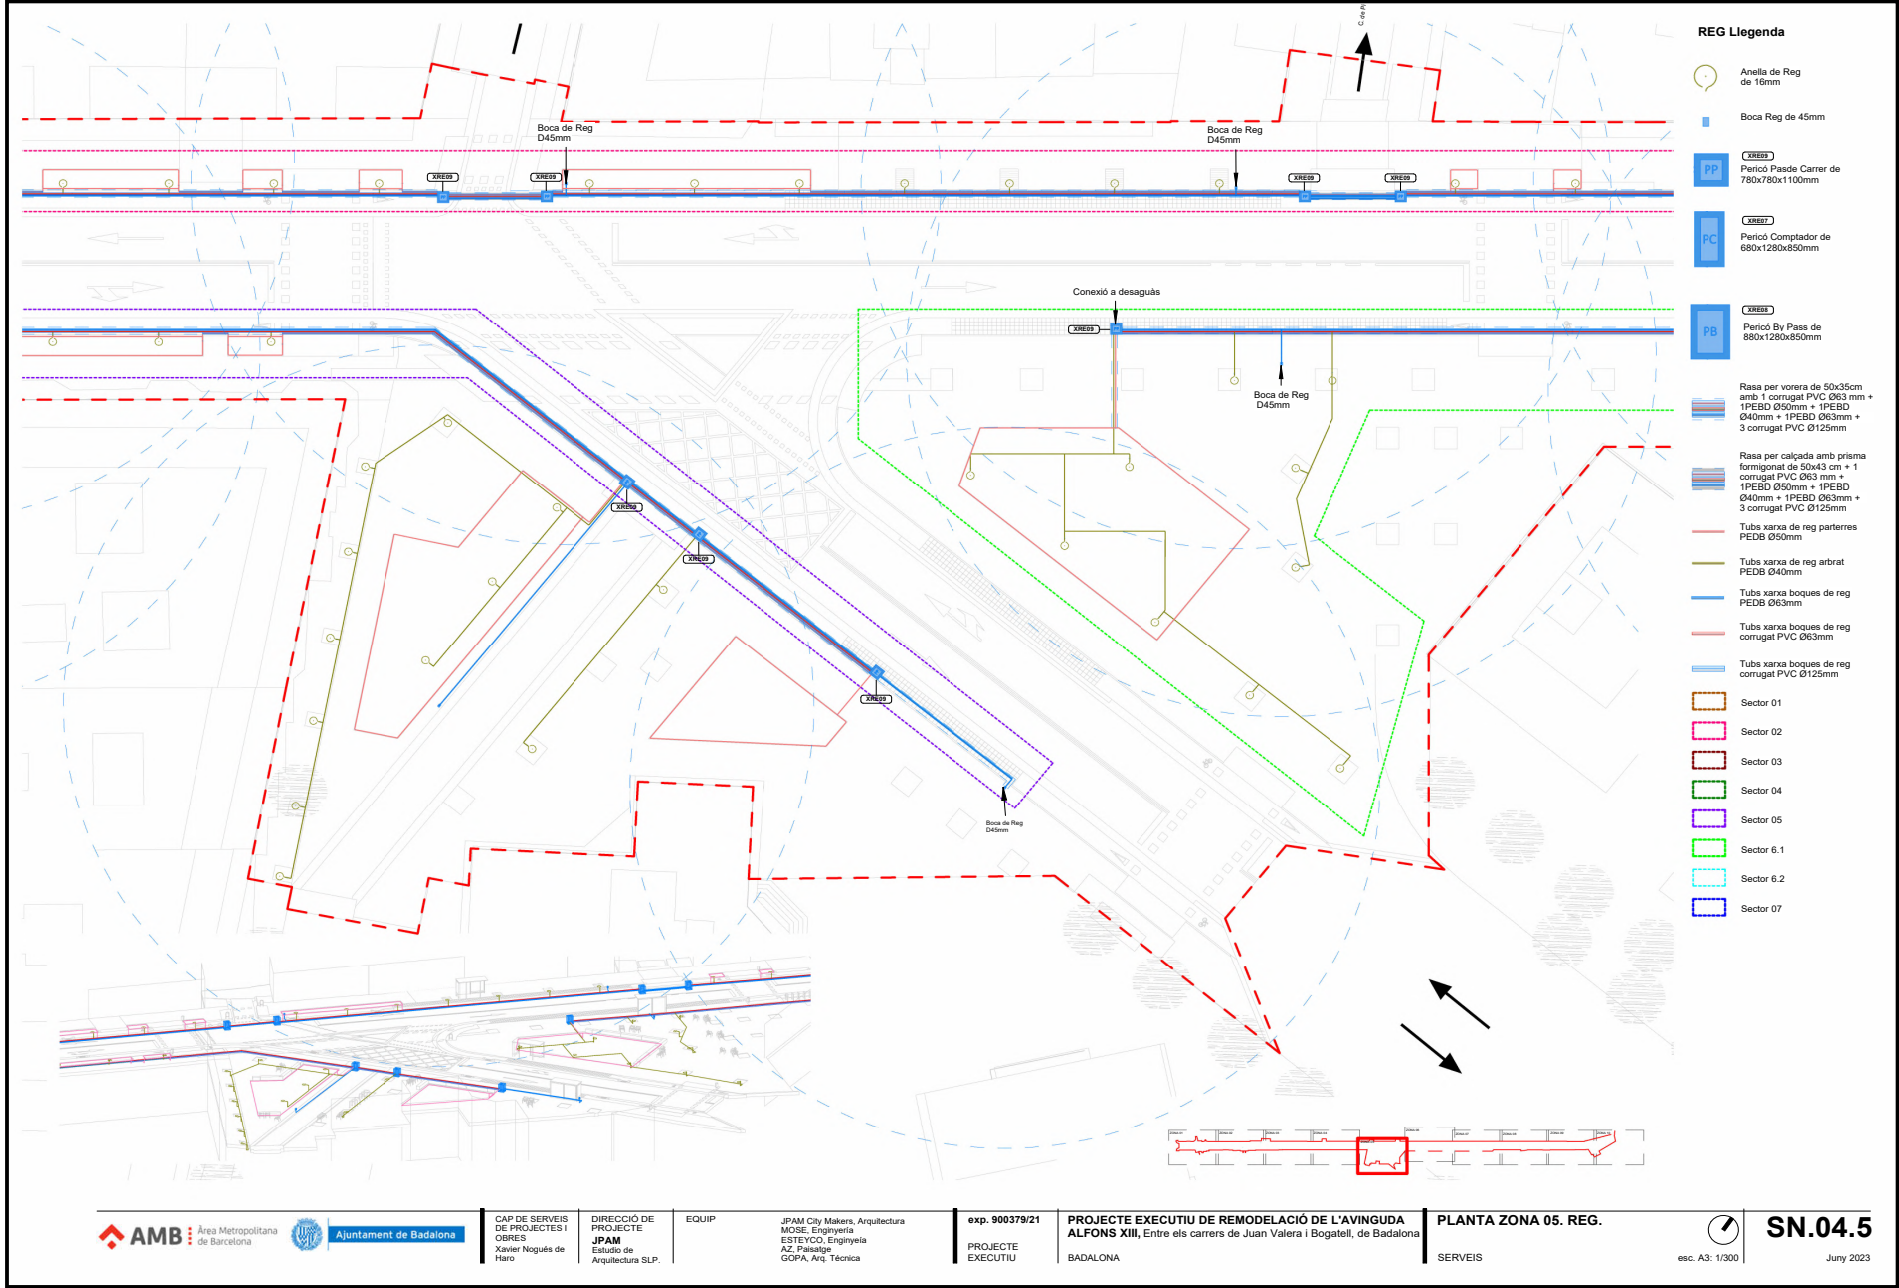 C. de Pi
Boca de Reg
D45mm
Boca de Reg
D45mm
XRE09
XRE09
XRE09
XRE09
Conexió a desaguàs
XRE09
Boca de Reg
D45mm
XRE09
XRE09
XRE09
Boca de Reg
D45mm
REG Llegenda
Anella de Reg
de 16mm
Boca Reg de 45mm
PP
XRE09
Pericó Pasde Carrer de
780x780x1100mm
PC
XRE07
Pericó Comptador de
680x1280x850mm
PB
XRE08
Pericó By Pass de
880x1280x850mm
Rasa per vorera de 50x35cm
amb 1 corrugat PVC Ø63 mm +
1PEBD Ø50mm + 1PEBD
Ø40mm + 1PEBD Ø63mm +
3 corrugat PVC Ø125mm
Rasa per calçada amb prisma
formigonat de 50x43 cm + 1
corrugat PVC Ø63 mm +
1PEBD Ø50mm + 1PEBD
Ø40mm + 1PEBD Ø63mm +
3 corrugat PVC Ø125mm
Tubs xarxa de reg parterres
PEDB Ø50mm
Tubs xarxa de reg arbrat
PEDB Ø40mm
Tubs xarxa boques de reg
PEDB Ø63mm
Tubs xarxa boques de reg
corrugat PVC Ø63mm
Tubs xarxa boques de reg
corrugat PVC Ø125mm
Sector 01
Sector 02
Sector 03
Sector 04
Sector 05
Sector 6.1
Sector 6.2
Sector 07
AMB
Àrea Metropolitana
de Barcelona
Ajuntament de Badalona
CAP DE SERVEIS
DE PROJECTES I
OBRES
Xavier Nogués de
Haro
DIRECCIÓ DE
PROJECTE
JPAM
Estudio de
Arquitectura SLP.
EQUIP
JPAM City Makers, Arquitectura
MOSE, Enginyería
ESTEYCO, Enginyeía
AZ, Paisatge
GOPA, Arq. Técnica
exp. 900379/21
PROJECTE
EXECUTIU
PROJECTE EXECUTIU DE REMODELACIÓ DE L'AVINGUDA
ALFONS XIII, Entre els carrers de Juan Valera i Bogatell, de Badalona
BADALONA
PLANTA ZONA 05. REG.
SERVEIS
esc. A3: 1/300
SN.04.5
Juny 2023